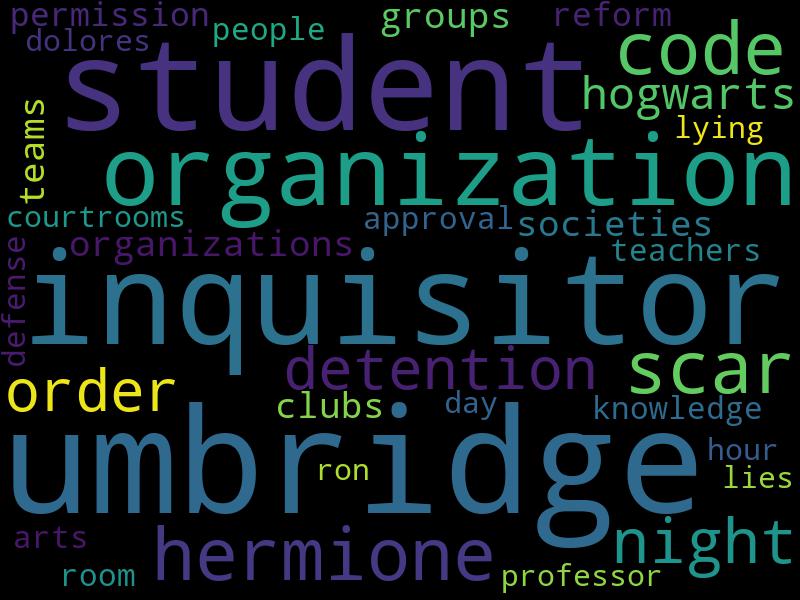 permission
groups
reform
dolores
people
code
student
hogwarts
teams
lying
organization
courtrooms
approval
societies
organizations
teachers
defense
inquisitor
detention
scar
order
clubs
day
knowledge
umbridge
hour
ron
lies
arts
hermione
night
room
professor